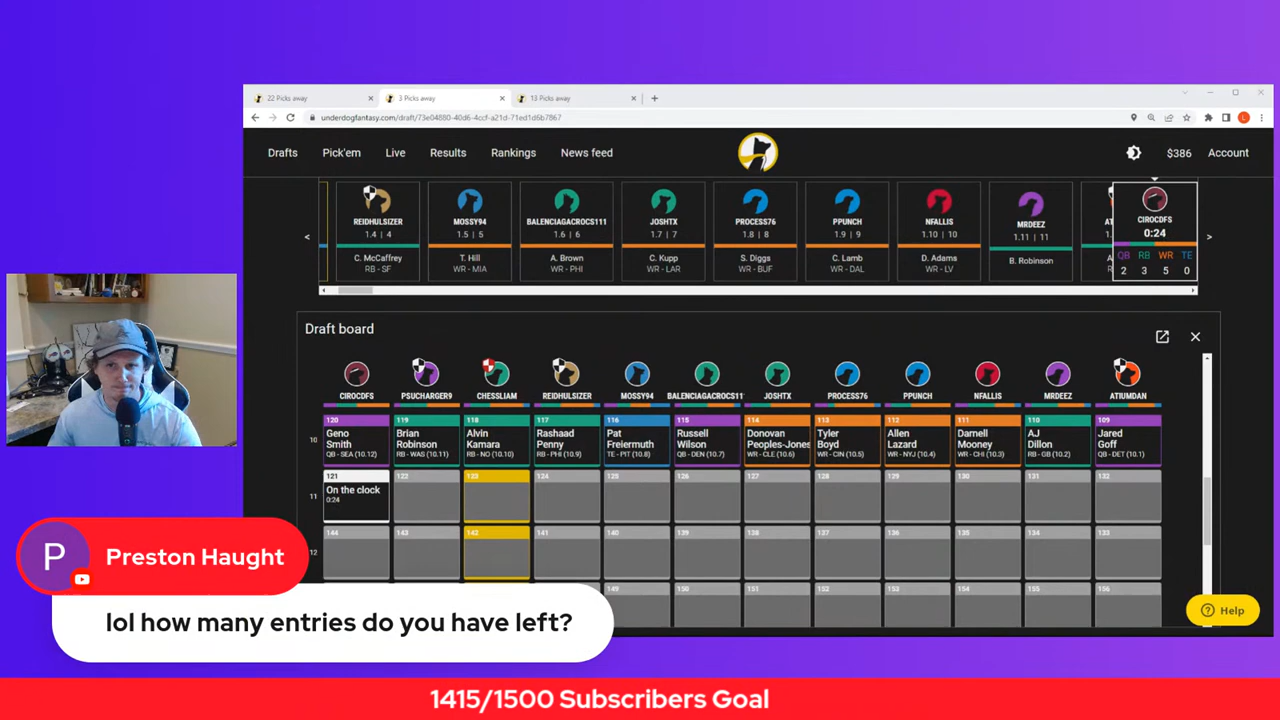 22 Picks away
3 Picks away
13 Picks away
underdogfantasy.com/draft/73e04880-40d6-4ccf-a21d-71ed1d6b7867
Drafts Pick'em Live Results Rankings News feed $386 Account
REIDHULSIZER MOSSY94 BALENCIAGACROCS111 JOSHTX PROCESS76 PPUNCH NFALLIS MRDEEZ CIROCDFS
1.4 | 4 1.5 | 5 1.6 | 6 1.7 | 7 1.8 | 8 1.9 | 9 1.10 | 10 1.11 | 11 0:24
C. McCaffrey T. Hill A. Brown C. Kupp S. Diggs C. Lamb D. Adams B. Robinson QB RB WR TE
RB - SF WR - MIA WR - PHI WR - LAR WR - BUF WR - DAL WR - LV 2 3 5 0
Draft board
CIROCDFS PSUCHARGER9 CHESSLIAM REIDHULSIZER MOSSY94 BALENCIAGACROCS11 JOSHTX PROCESS76 PPUNCH NFALLIS MRDEEZ ATIUMDAN
120 119 118 117 116 115 114 113 112 111 110 109
10 Geno Brian Alvin Rashaad Pat Russell Donovan Tyler Allen Darnell AJ Jared
Smith Robinson Kamara Penny Freiermuth Wilson Peoples-Jones Boyd Lazard Mooney Dillon Goff
QB - SEA (10.12) RB - WAS (10.11) RB - NO (10.10) RB - PHI (10.9) TE - PIT (10.8) QB - DEN (10.7) WR - CLE (10.6) WR - CIN (10.5) WR - NYJ (10.4) WR - CHI (10.3) RB - GB (10.2) QB - DET (10.1)
121 122 123 124 125 126 127 128 129 130 131 132
11 On the clock
0:24
144 143 142 141 140 139 138 137 136 135 134 133
12
149 150 151 152 153 154 155 156
Help
P Preston Haught
lol how many entries do you have left?
1415/1500 Subscribers Goal